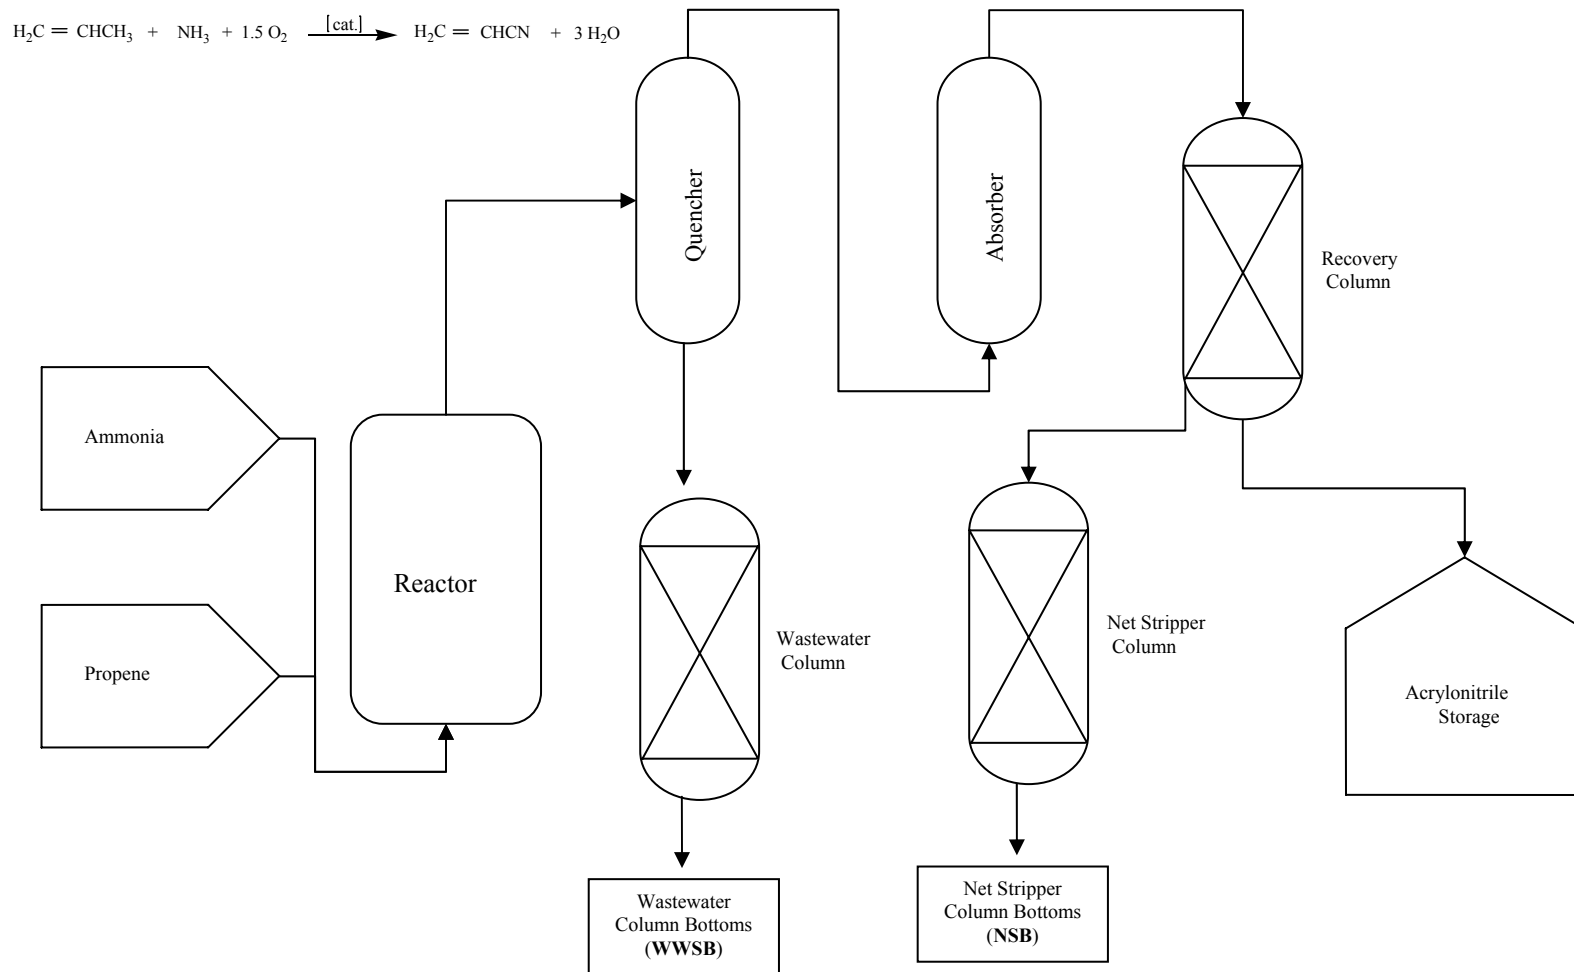 H₂C = CHCH₃ + NH₃ + 1.5 O₂ [cat.] H₂C = CHCN + 3 H₂O
Quencher
Absorber
Recovery
Column
Ammonia
Reactor
Propene
Wastewater
Column
Net Stripper
Column
Acrylonitrile
Storage
Wastewater
Column Bottoms
(WWSB)
Net Stripper
Column Bottoms
(NSB)